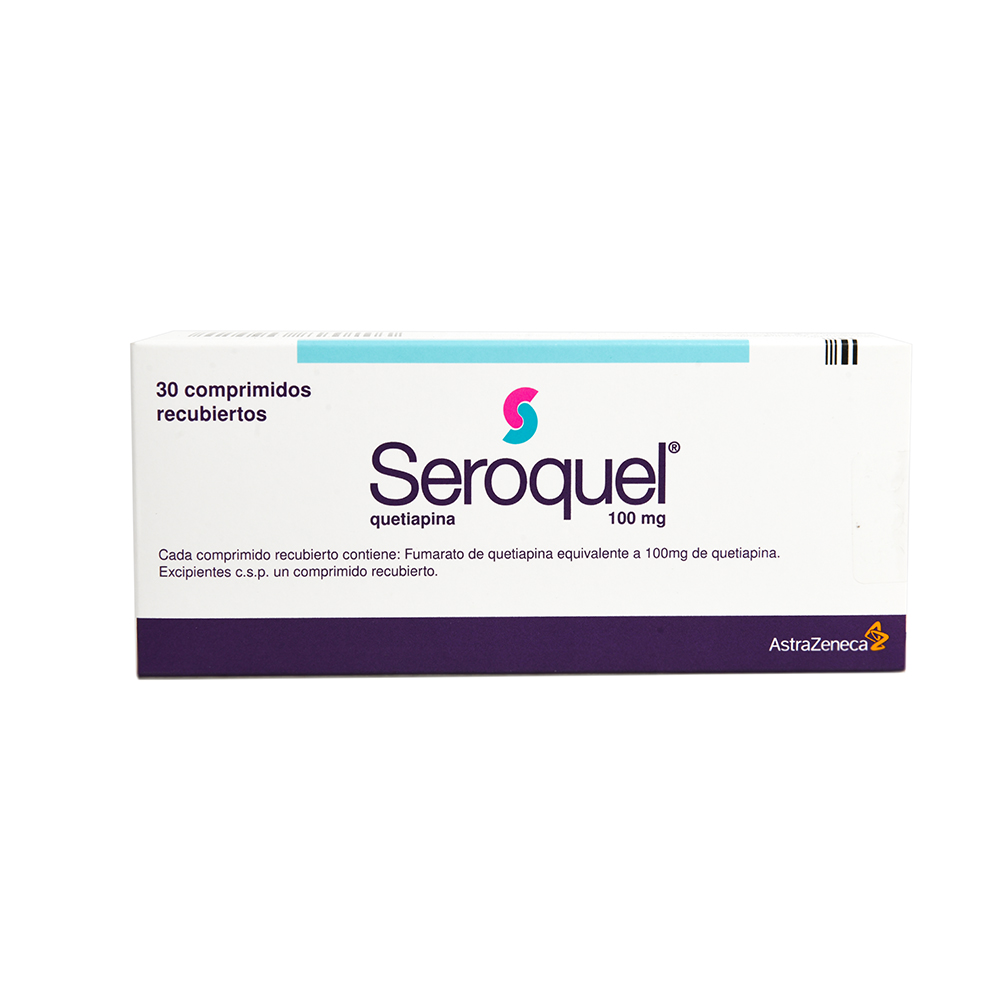 30 comprimidos
recubiertos
Seroquel®
quetiapina 100 mg
Cada comprimido recubierto contiene: Fumarato de quetiapina equivalente a 100mg de quetiapina.
Excipientes c.s.p. un comprimido recubierto.
AstraZeneca